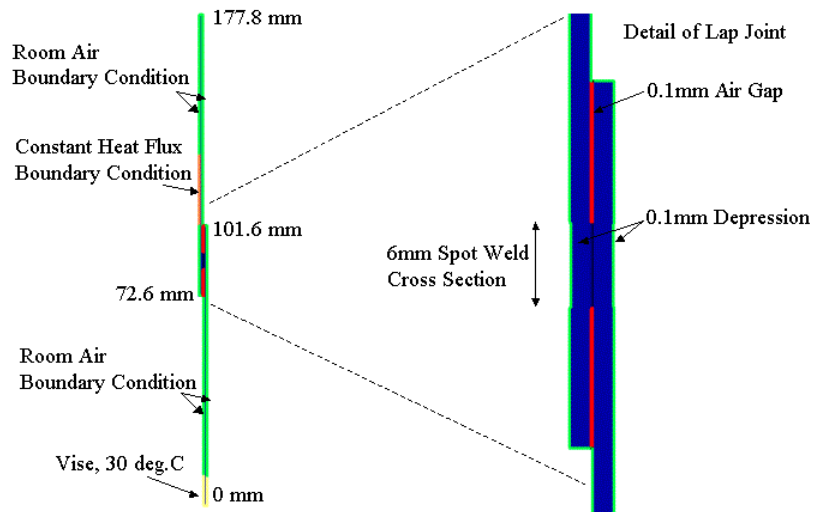 177.8 mm
Room Air
Boundary Condition
Constant Heat Flux
Boundary Condition
101.6 mm
72.6 mm
Room Air
Boundary Condition
Vise, 30 deg.C
0 mm
Detail of Lap Joint
0.1mm Air Gap
0.1mm Depression
6mm Spot Weld
Cross Section